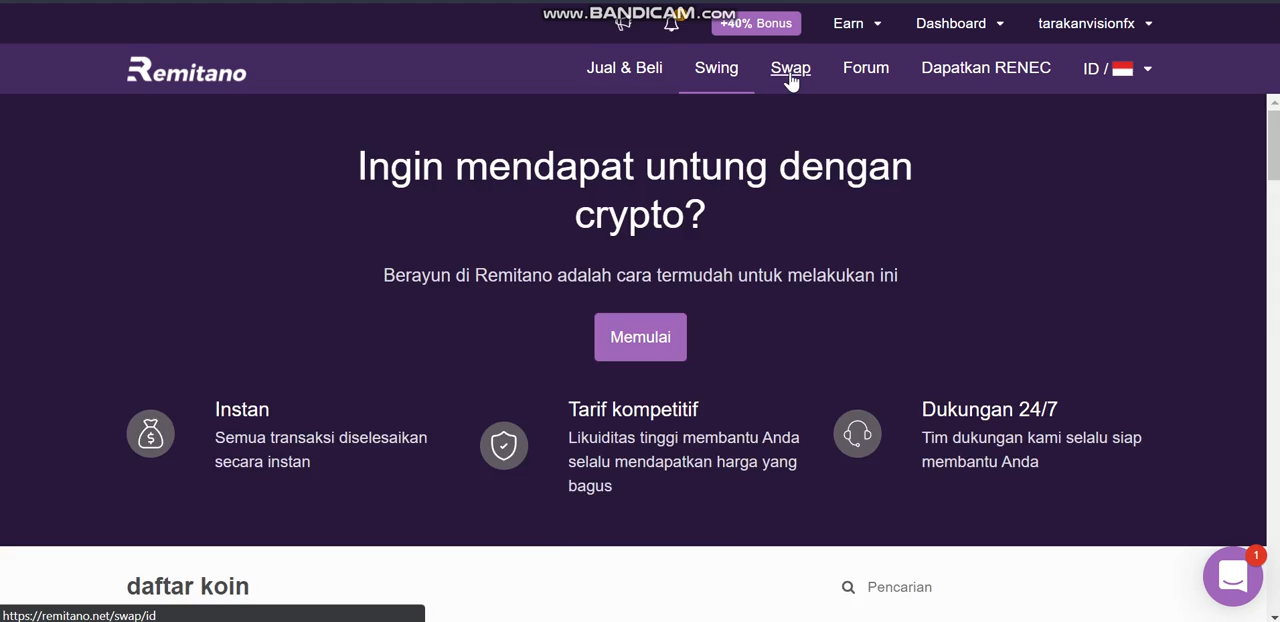 www.BANDICAM.com
+40% Bonus
Earn
Dashboard
tarakanvisionfx
Remitano
Jual & Beli
Swing
Swap
Forum
Dapatkan RENEC
ID /
Ingin mendapat untung dengan
crypto?
Berayun di Remitano adalah cara termudah untuk melakukan ini
Memulai
Instan
Semua transaksi diselesaikan
secara instan
Tarif kompetitif
Likuiditas tinggi membantu Anda
selalu mendapatkan harga yang
bagus
Dukungan 24/7
Tim dukungan kami selalu siap
membantu Anda
daftar koin
Pencarian
1
https://remitano.net/swap/id